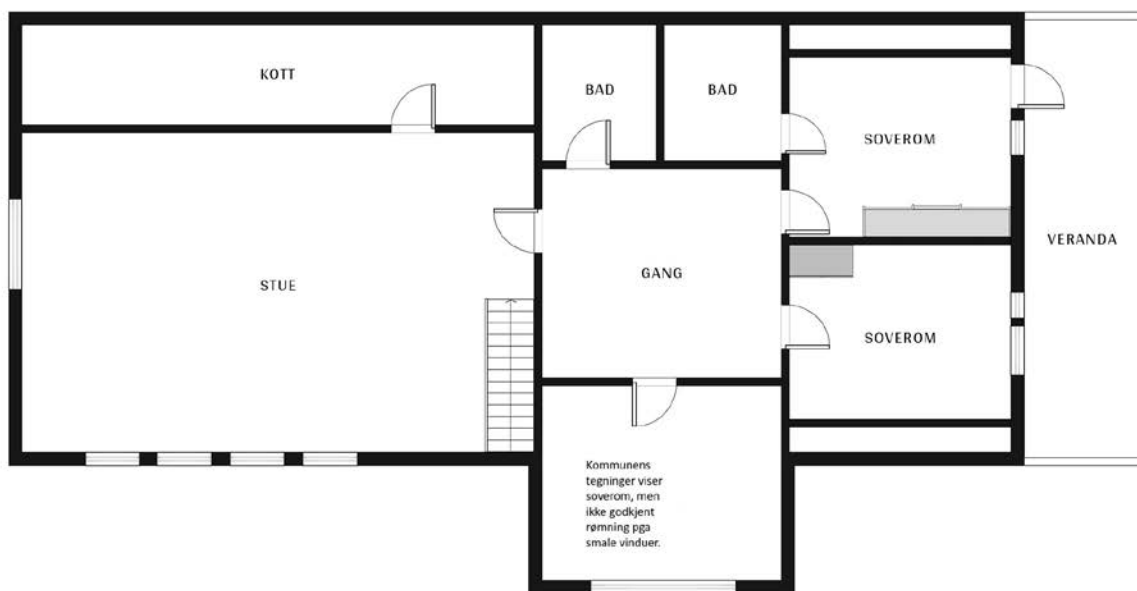 KOTT
BAD
BAD
SOVEROM
VERANDA
STUE
GANG
SOVEROM
Kommunens
tegninger viser
soverom, men
ikke godkjent
rømning pga
smale vinduer.